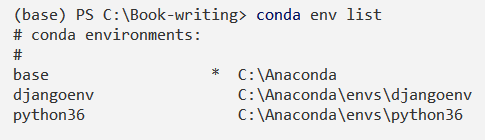 (base) PS C:\Book-writing> conda env list
# conda environments:
#
base                  *  C:\Anaconda
djangoenv                C:\Anaconda\envs\djangoenv
python36                 C:\Anaconda\envs\python36